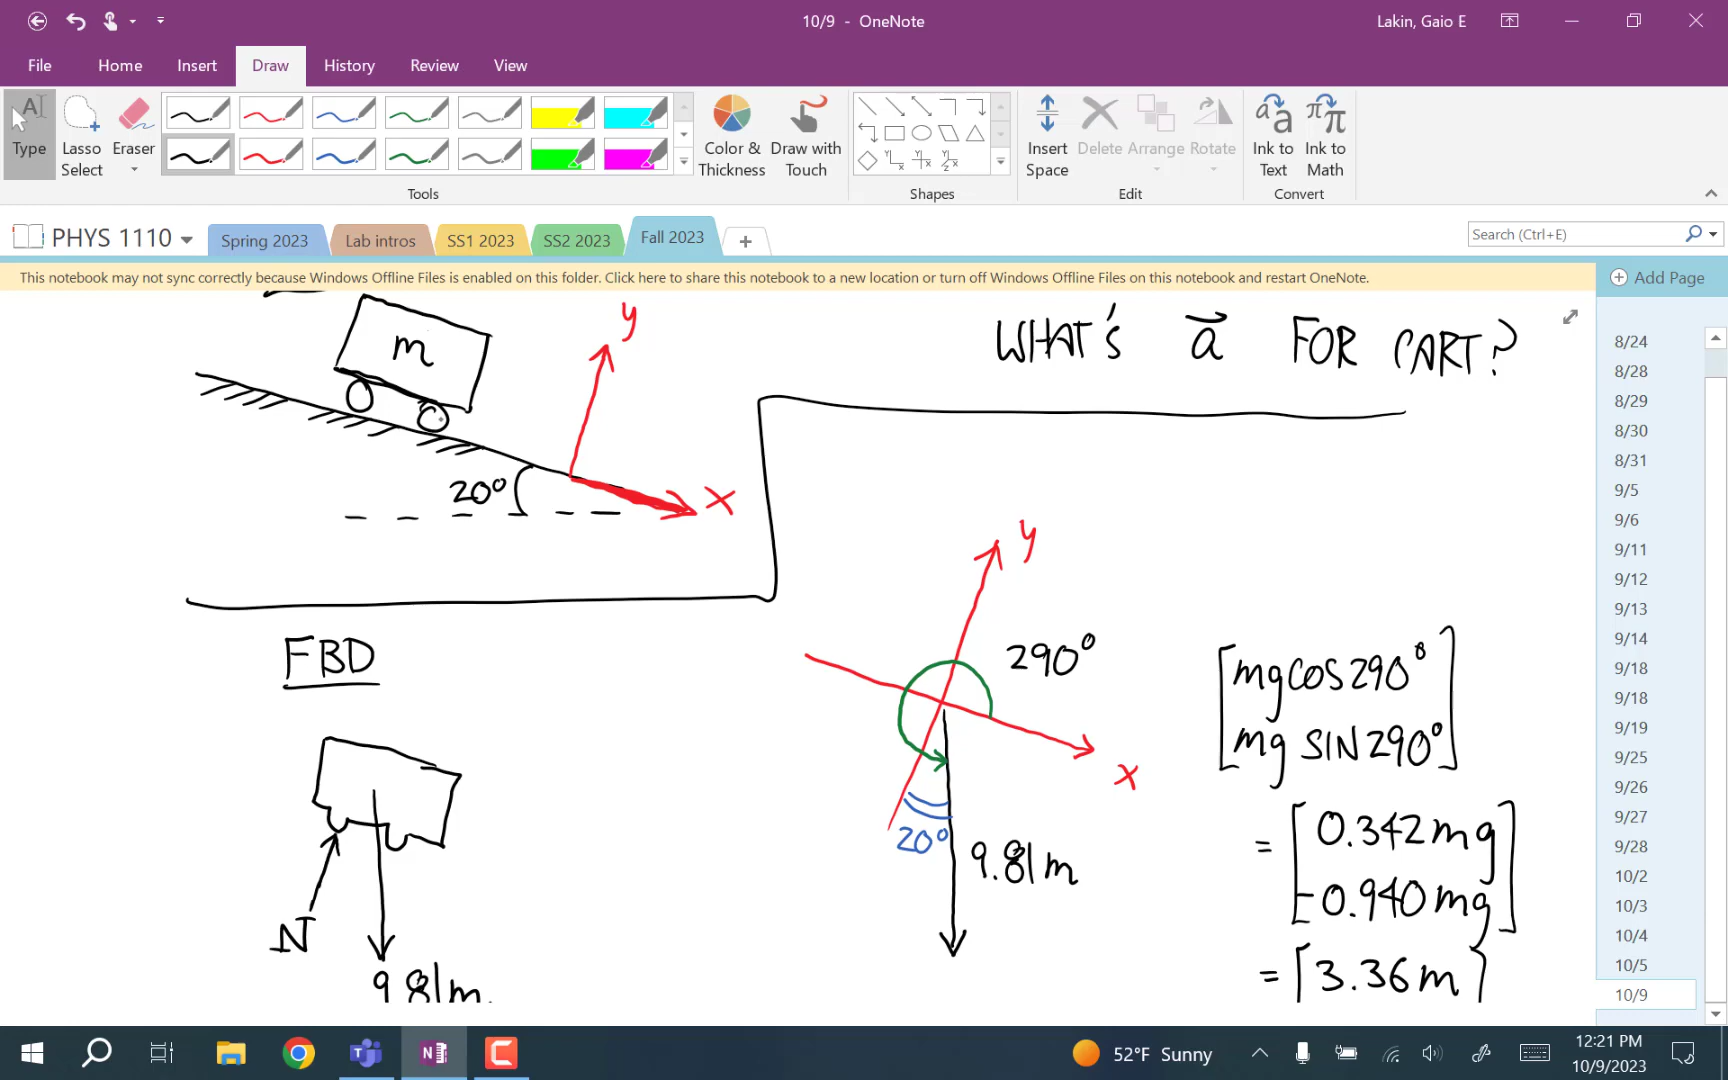 10/9 - OneNote
Lakin, Gaio E
File Home Insert Draw History Review View
Type
Lasso Select
Eraser
Color & Thickness
Draw with Touch
Insert Space
Delete
Arrange
Rotate
Ink to Text
Ink to Math
Tools Shapes Edit Convert
PHYS 1110
Spring 2023
Lab intros
SS1 2023
SS2 2023
Fall 2023
Search (Ctrl+E)
This notebook may not sync correctly because Windows Offline Files is enabled on this folder. Click here to share this notebook to a new location or turn off Windows Offline Files on this notebook and restart OneNote.
Add Page
m
y
x
20°
WHAT'S a⃗ FOR CART?
FBD
N
9.81m
y
290°
x
20°
9.81m
[mg COS 290°
mg SIN 290°]
= [0.342mg
-0.940mg]
= [3.36m]
8/24
8/28
8/29
8/30
8/31
9/5
9/6
9/11
9/12
9/13
9/14
9/18
9/18
9/19
9/25
9/26
9/27
9/28
10/2
10/3
10/4
10/5
10/9
52°F Sunny
12:21 PM
10/9/2023